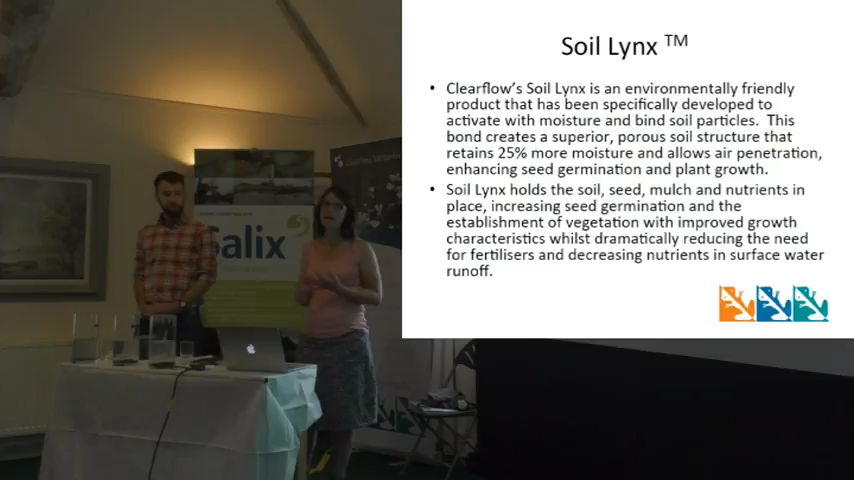 Soil Lynx TM
• Clearflow's Soil Lynx is an environmentally friendly
product that has been specifically developed to
activate with moisture and bind soil particles. This
bond creates a superior, porous soil structure that
retains 25% more moisture and allows air penetration,
enhancing seed germination and plant growth.
• Soil Lynx holds the soil, seed, mulch and nutrients in
place, increasing seed germination and the
establishment of vegetation with improved growth
characteristics whilst dramatically reducing the need
for fertilisers and decreasing nutrients in surface water
runoff.
Salix